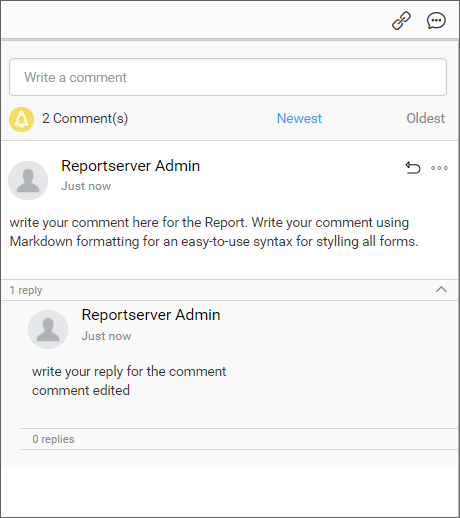 Write a comment
2 Comment(s)
Newest
Oldest
Reportserver Admin
Just now
write your comment here for the Report. Write your comment using
Markdown formatting for an easy-to-use syntax for stylling all forms.
1 reply
Reportserver Admin
Just now
write your reply for the comment
comment edited
0 replies